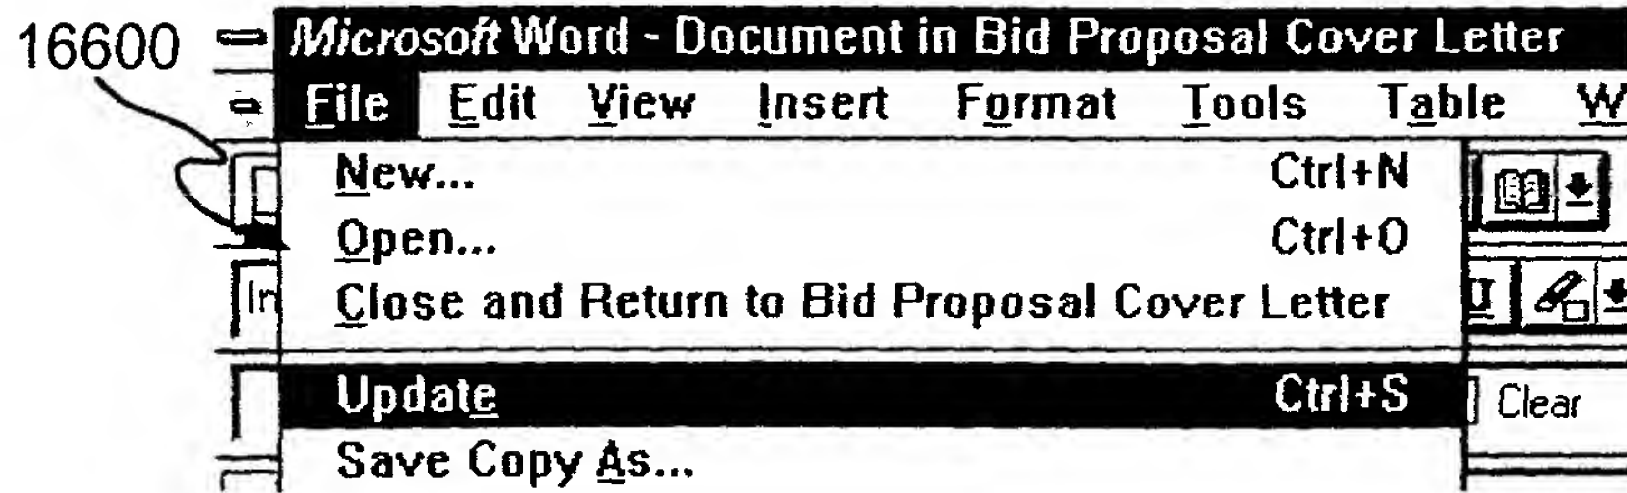 16600
Microsoft Word - Document in Bid Proposal Cover Letter
File Edit View Insert Format Tools Table W
New... Ctrl+N
Open... Ctrl+O
In Close and Return to Bid Proposal Cover Letter U
Update Ctrl+S Clear
Save Copy As...